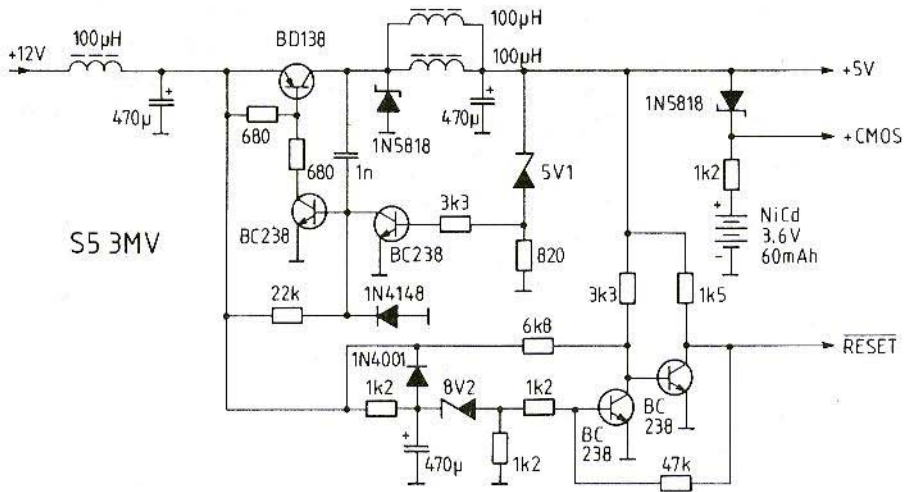 100µH
+12V
100µH
BD138
100µH
+5V
470µ
+
680
680
1n
1N5818
470µ
+
5V1
3k3
820
BC238
BC238
1N5818
+CMOS
1k2
+
-
NiCd
3.6V
60mAh
S53MV
22k
1N4148
3k3
1k5
6k8
RESET
1N4001
1k2
8V2
1k2
BC
238
BC
238
+
470µ
1k2
47k